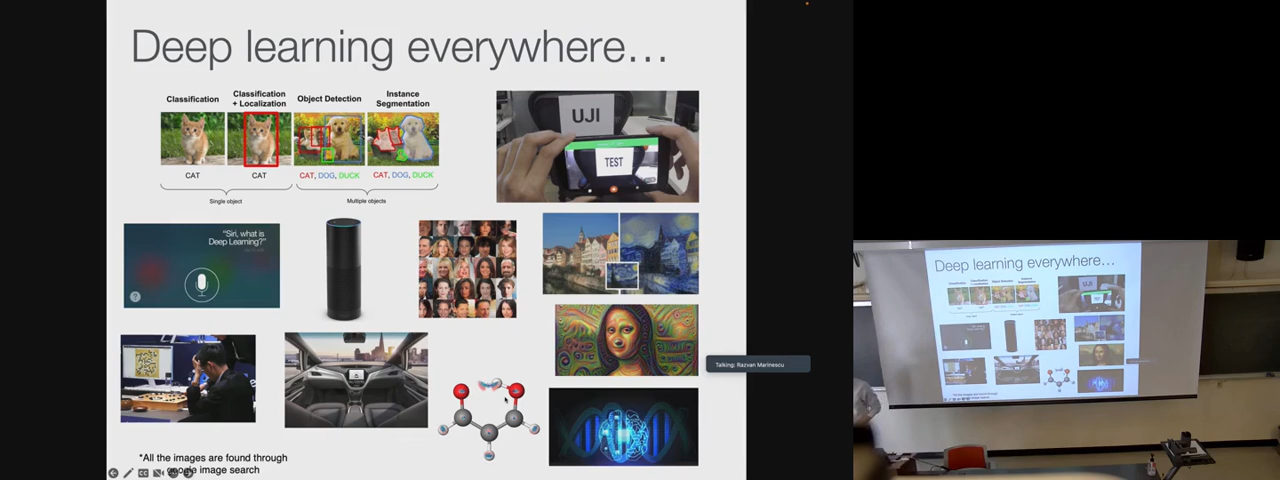 Deep learning everywhere…
Classification
Classification
+ Localization
Object Detection
Instance
Segmentation
CAT
CAT
CAT, DOG, DUCK
CAT, DOG, DUCK
Single object
Multiple objects
UJI
TEST
"Siri, what is
Deep Learning?"
?
Talking: Razvan Marinescu
*All the images are found through
google image search
CC
Deep learning everywhere…